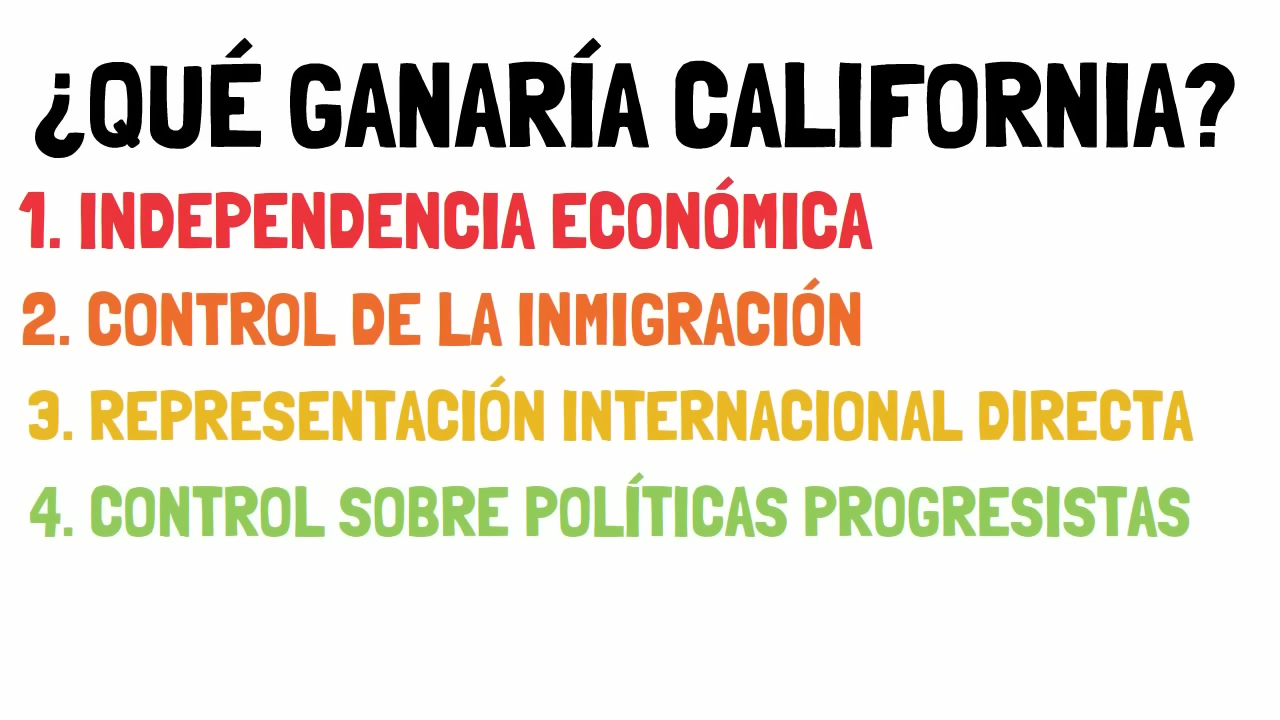 ¿QUÉ GANARÍA CALIFORNIA?
1. INDEPENDENCIA ECONÓMICA
2. CONTROL DE LA INMIGRACIÓN
3. REPRESENTACIÓN INTERNACIONAL DIRECTA
4. CONTROL SOBRE POLÍTICAS PROGRESISTAS